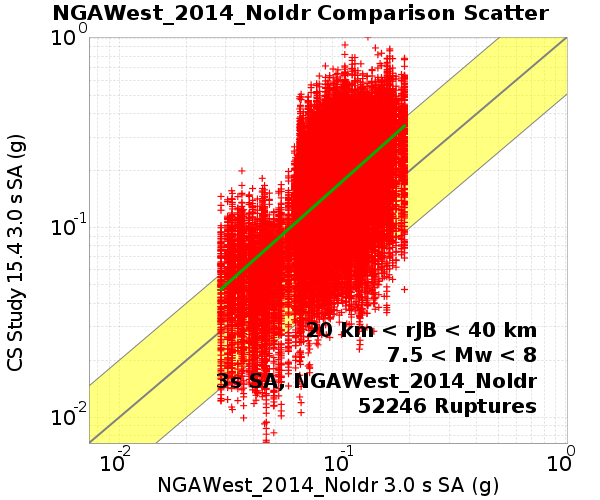 NGAWest_2014_NoIdr Comparison Scatter
10^0
10^-1
10^-2
CS Study 15.4 3.0 s SA (g)
20 km < rJB < 40 km
7.5 < Mw < 8
3s SA, NGAWest_2014_NoIdr
52246 Ruptures
10^-2 10^-1 10^0
NGAWest_2014_NoIdr 3.0 s SA (g)